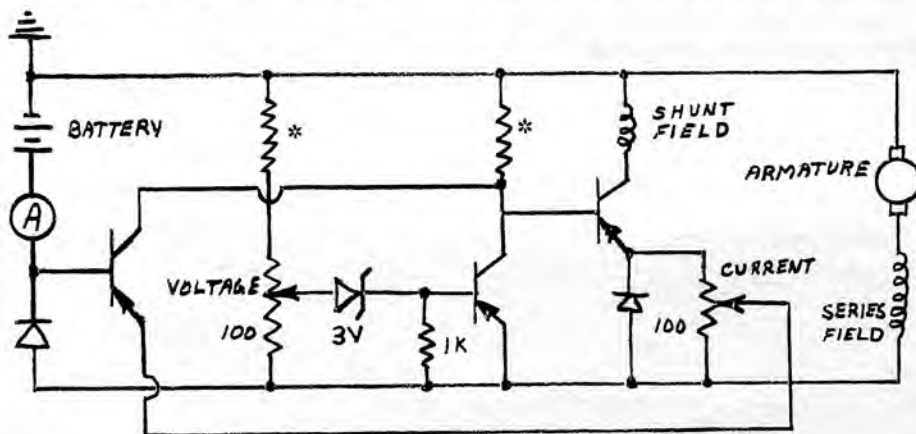 BATTERY
A
*
*
SHUNT
FIELD
ARMATURE
VOLTAGE
100
3V
1K
CURRENT
100
SERIES
FIELD